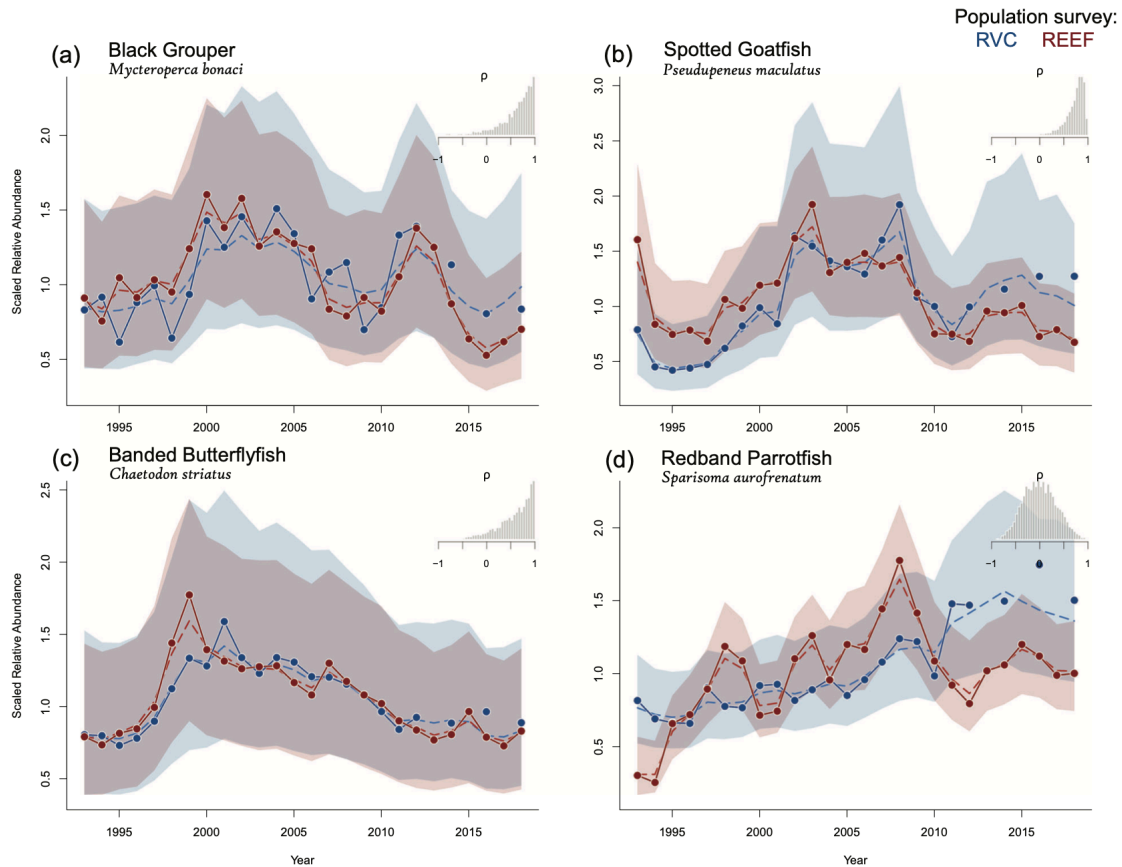 Population survey:
RVC REEF
(a) Black Grouper
Mycteroperca bonaci
ρ
-1 0 1
Scaled Relative Abundance
2.0
1.5
1.0
0.5
1995 2000 2005 2010 2015
(b) Spotted Goatfish
Pseudupeneus maculatus
ρ
-1 0 1
3.0
2.5
2.0
1.5
1.0
0.5
1995 2000 2005 2010 2015
(c) Banded Butterflyfish
Chaetodon striatus
ρ
-1 0 1
Scaled Relative Abundance
2.5
2.0
1.5
1.0
0.5
1995 2000 2005 2010 2015
Year
(d) Redband Parrotfish
Sparisoma aurofrenatum
ρ
-1 0 1
2.0
1.5
1.0
0.5
1995 2000 2005 2010 2015
Year